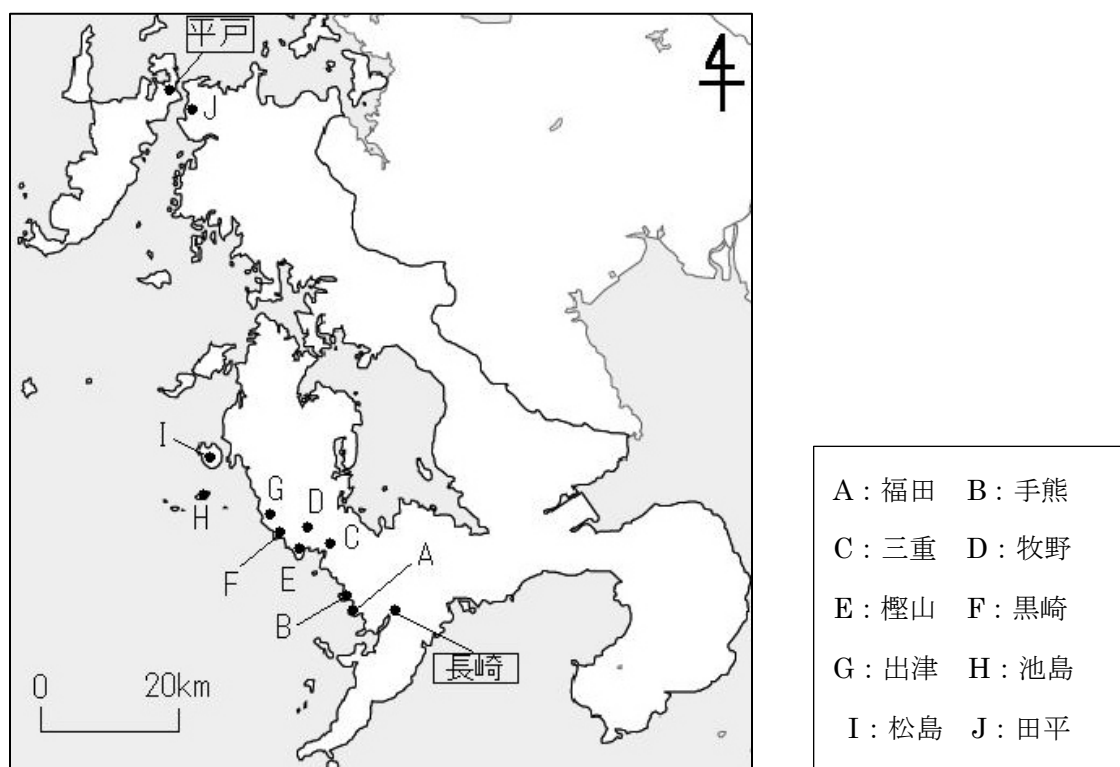 平戸
J
I
G
D
H
C
A
F
E
B
長崎
0 20km
A：福田 B：手熊
C：三重 D：牧野
E：樫山 F：黒崎
G：出津 H：池島
I：松島 J：田平